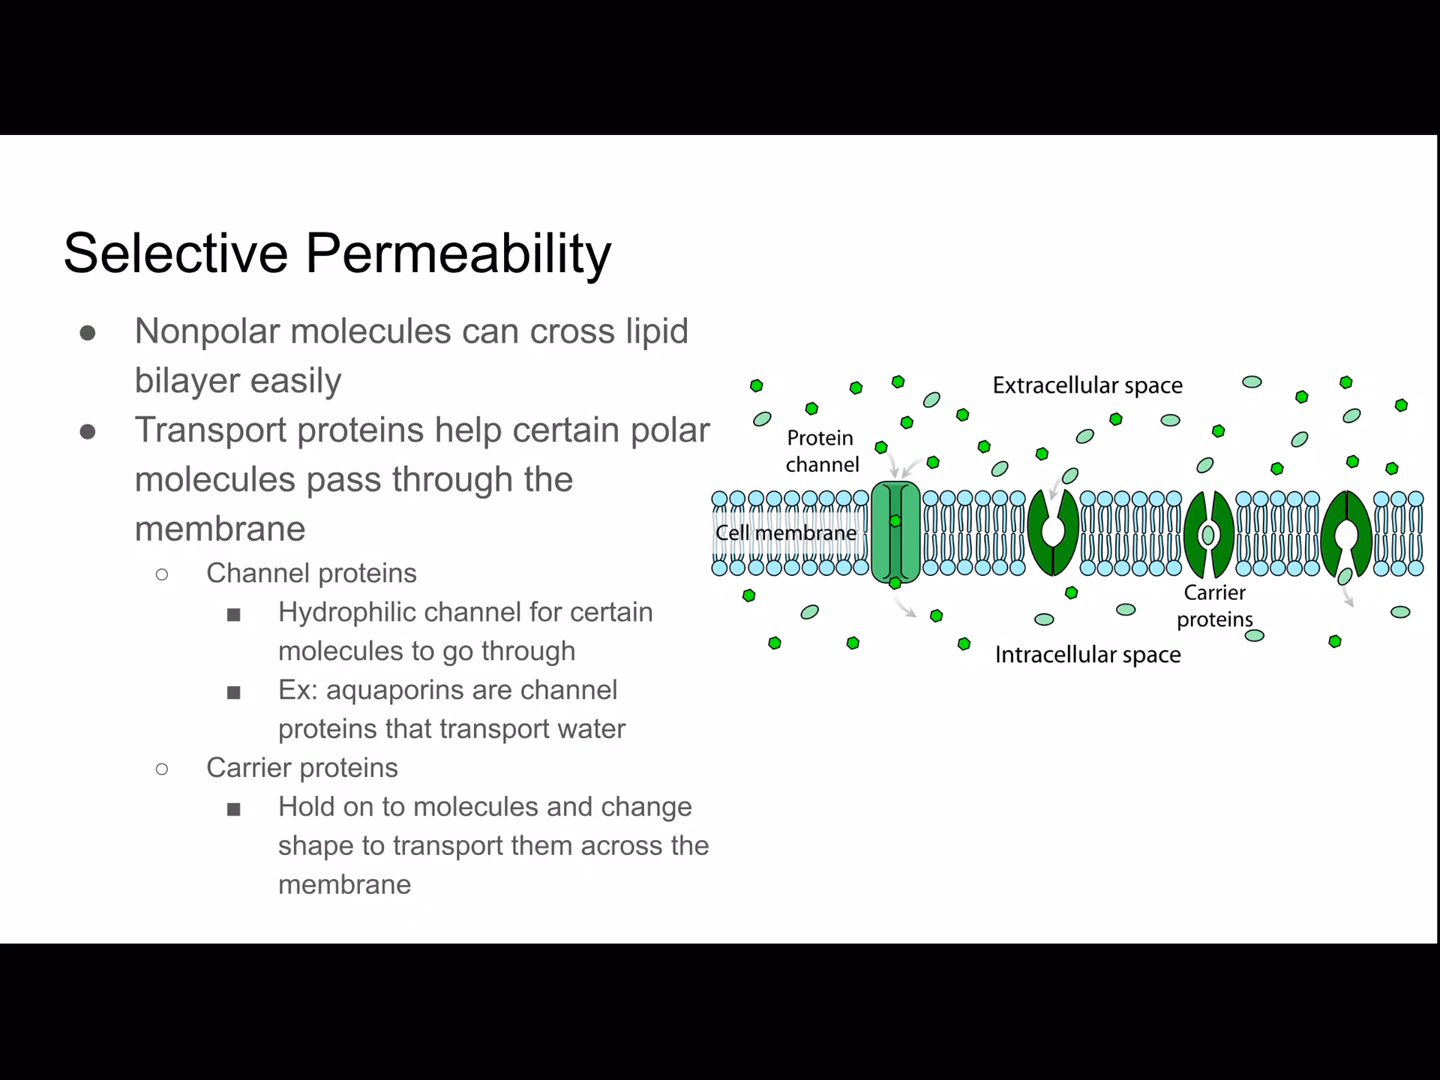 Selective Permeability
● Nonpolar molecules can cross lipid
bilayer easily
● Transport proteins help certain polar
molecules pass through the
membrane
○ Channel proteins
■ Hydrophilic channel for certain
molecules to go through
■ Ex: aquaporins are channel
proteins that transport water
○ Carrier proteins
■ Hold on to molecules and change
shape to transport them across the
membrane
Extracellular space
Protein
channel
Cell membrane
Carrier
proteins
Intracellular space